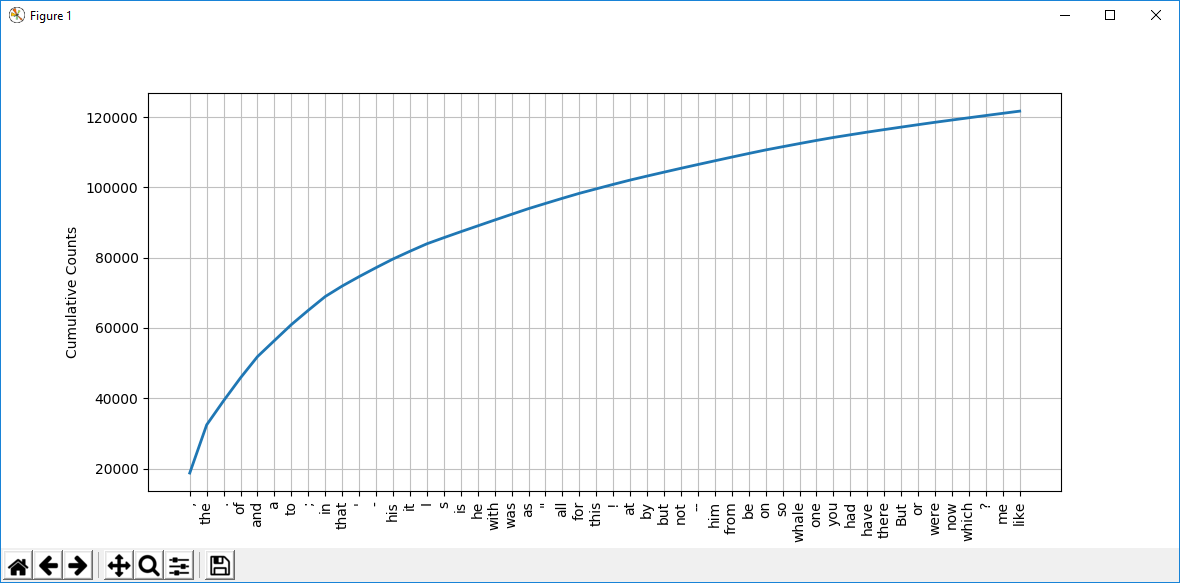 Figure 1
120000
100000
80000
60000
40000
20000
Cumulative Counts
,
the
.
of
and
a
to
;
in
that
'
-
his
it
I
s
is
he
with
was
as
"
all
for
this
!
at
by
but
not
--
him
from
be
on
so
whale
one
you
had
have
there
But
or
were
now
which
?
me
like